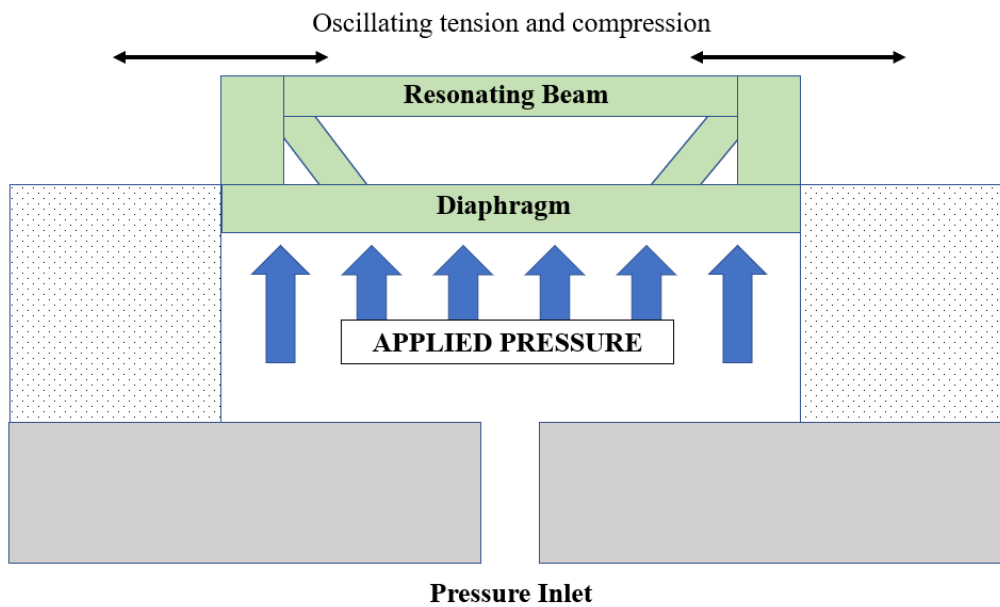 Oscillating tension and compression
Resonating Beam
Diaphragm
APPLIED PRESSURE
Pressure Inlet